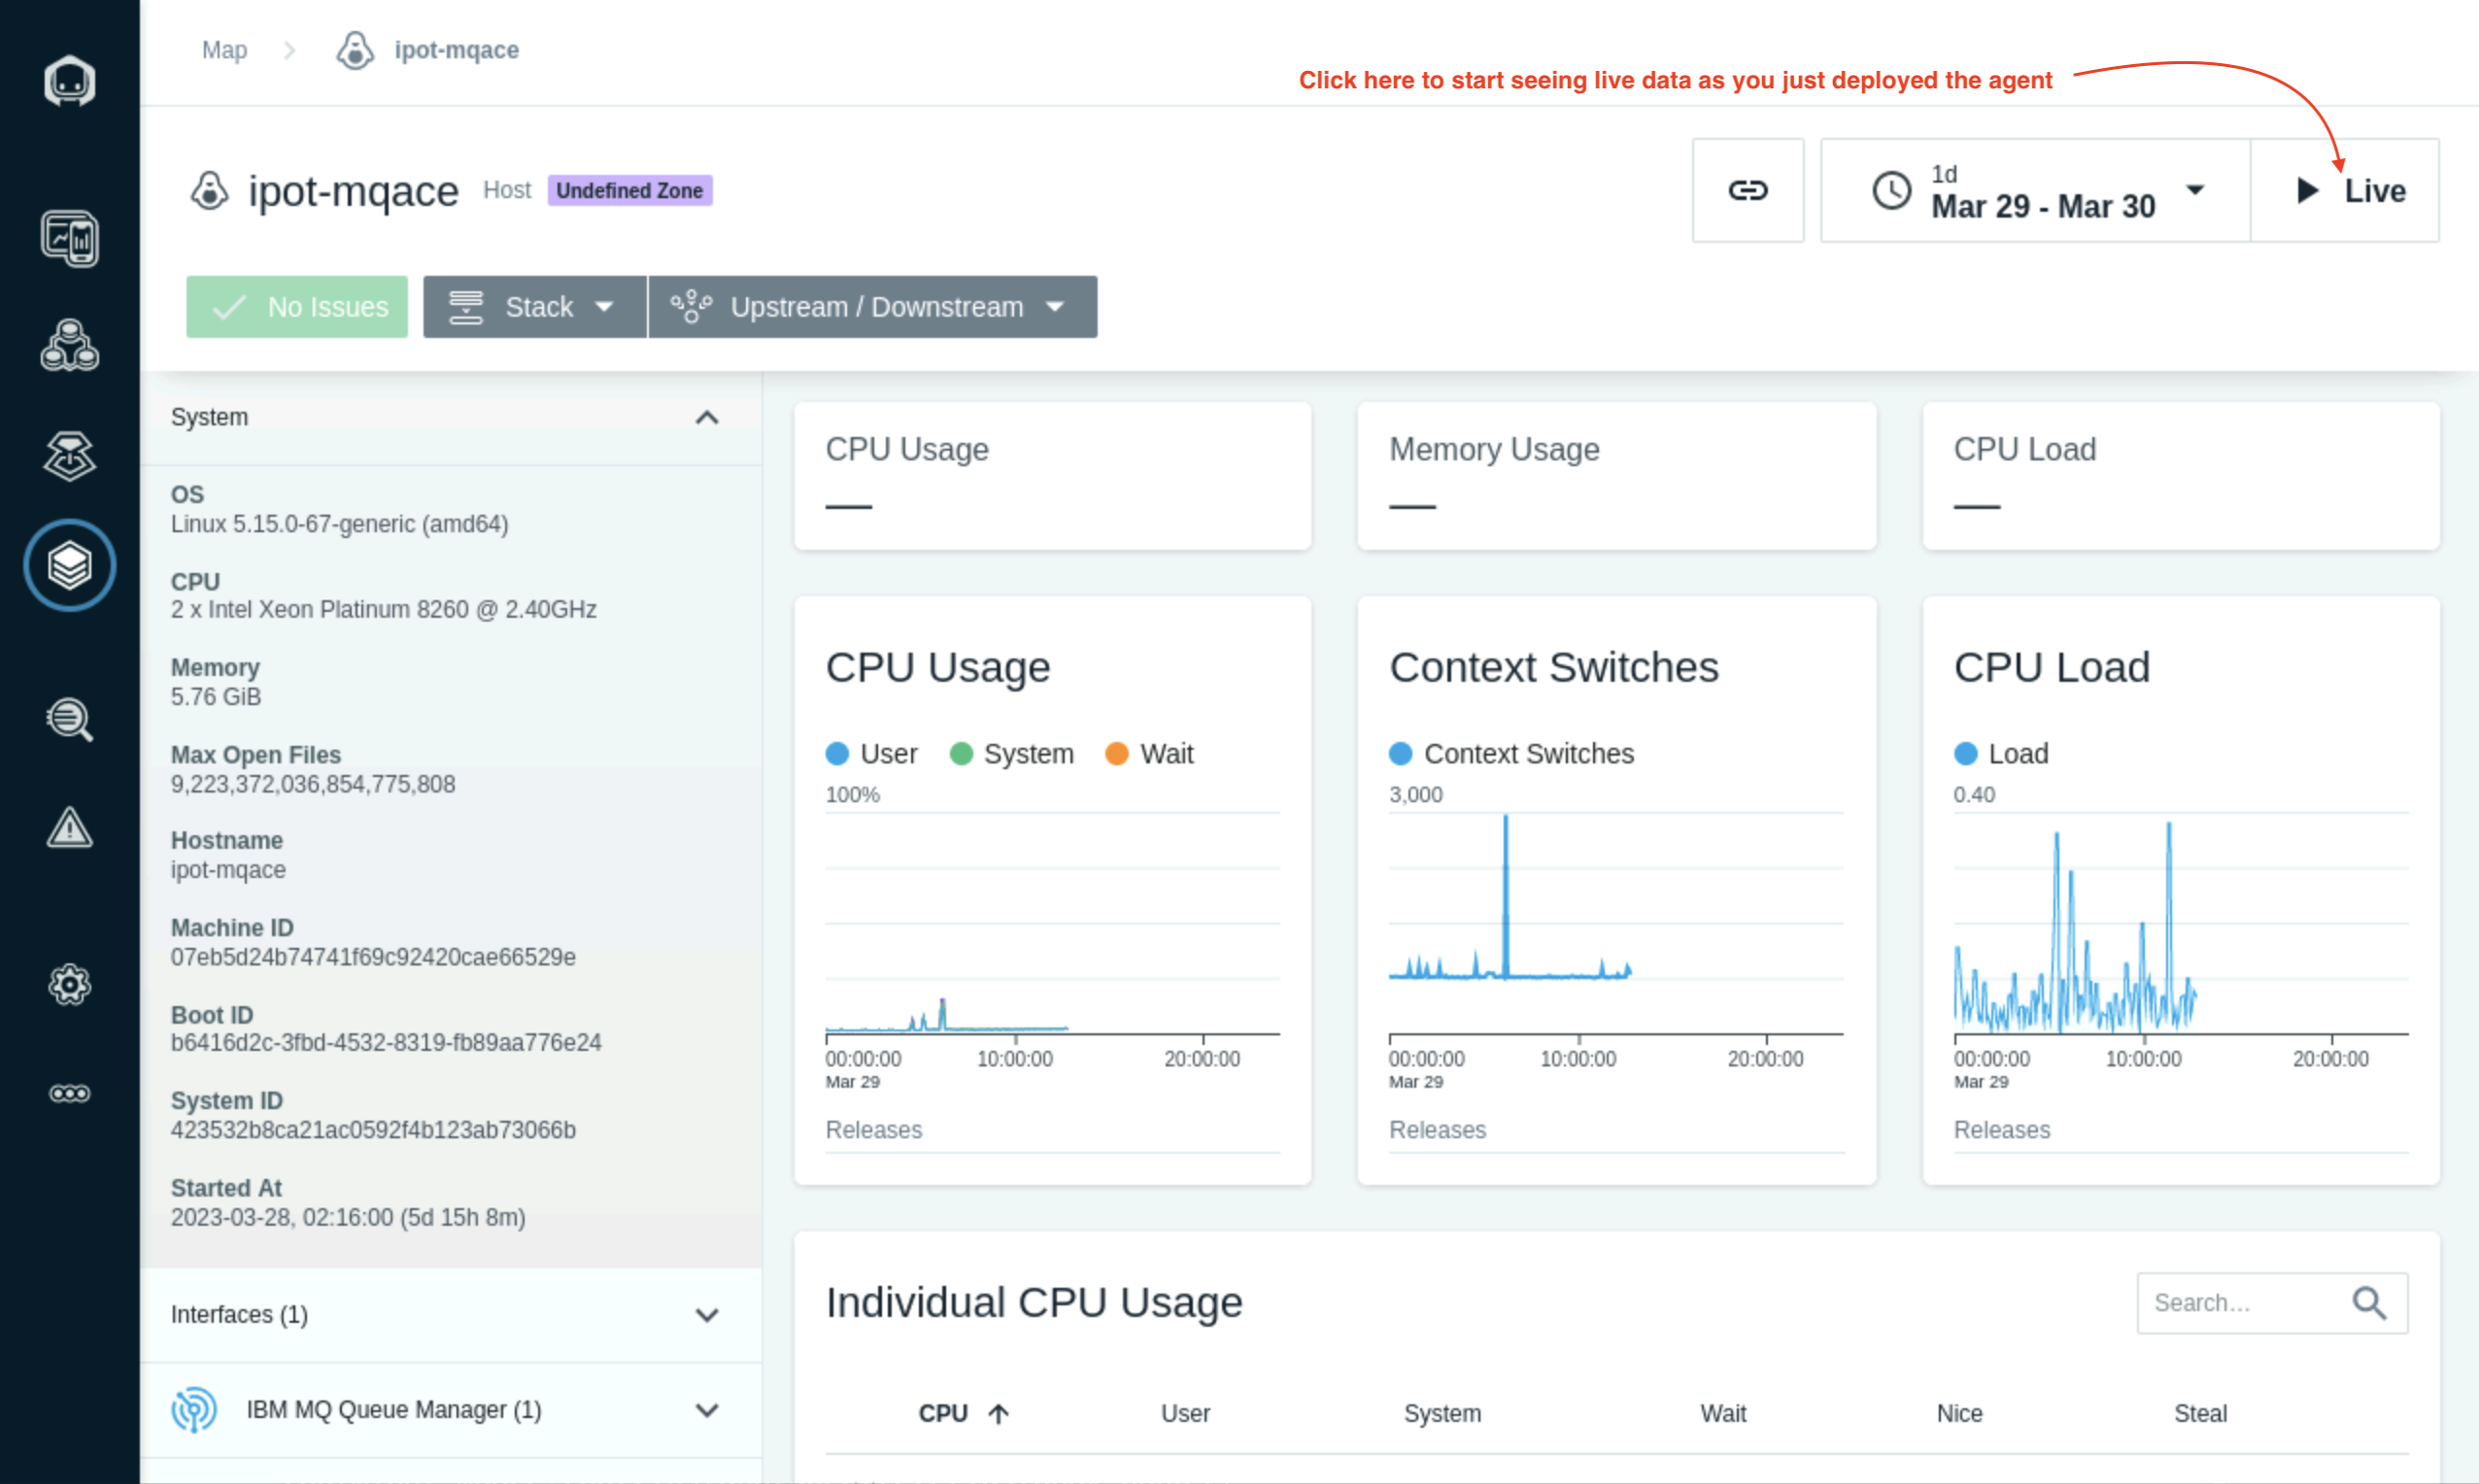 Map
ipot-mqace
Click here to start seeing live data as you just deployed the agent
ipot-mqace Host Undefined Zone
1d
Mar 29 - Mar 30
Live
No Issues
Stack
Upstream / Downstream
System
OS
Linux 5.15.0-67-generic (amd64)
CPU
2 x Intel Xeon Platinum 8260 @ 2.40GHz
Memory
5.76 GiB
Max Open Files
9,223,372,036,854,775,808
Hostname
ipot-mqace
Machine ID
07eb5d24b74741f69c92420cae66529e
Boot ID
b6416d2c-3fbd-4532-8319-fb89aa776e24
System ID
423532b8ca21ac0592f4b123ab73066b
Started At
2023-03-28, 02:16:00 (5d 15h 8m)
Interfaces (1)
IBM MQ Queue Manager (1)
CPU Usage
—
Memory Usage
—
CPU Load
—
CPU Usage
User System Wait
100%
00:00:00 10:00:00 20:00:00
Mar 29
Releases
Context Switches
Context Switches
3,000
00:00:00 10:00:00 20:00:00
Mar 29
Releases
CPU Load
Load
0.40
00:00:00 10:00:00 20:00:00
Mar 29
Releases
Individual CPU Usage
Search...
CPU User System Wait Nice Steal